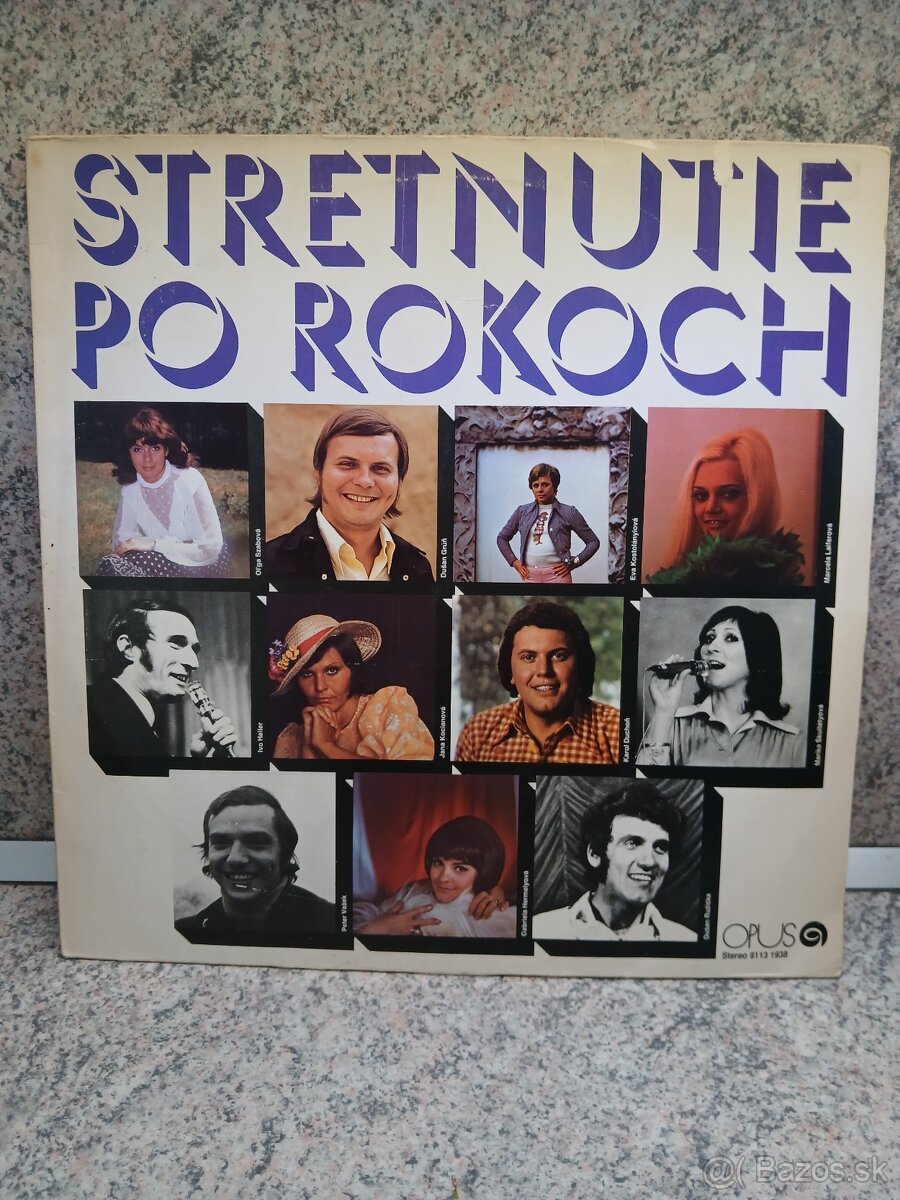 STRETNUTIE
PO ROKOCH
Oľga Szabová
Dušan Grúň
Eva Kostolányiová
Marcela Laiferová
Ivo Heller
Jana Kocianová
Karol Duchoň
Marika Škultétyová
Peter Vašek
Gabriela Hermélyová
Dušan Ružička
OPUS
Stereo 9113 1938
@( Bazos.sk